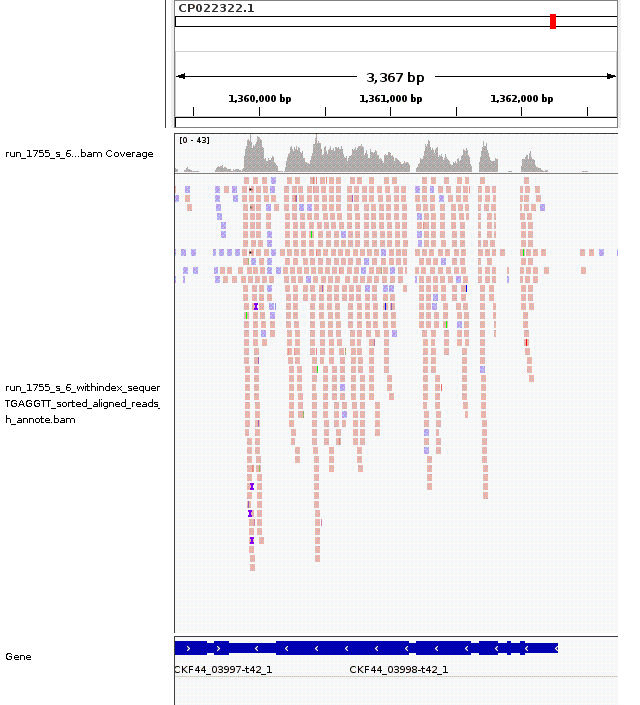 CP022322.1
3,367 bp
1,360,000 bp 1,361,000 bp 1,362,000 bp
run_1755_s_6...bam Coverage
[0 - 43]
run_1755_s_6_withindex_sequer
TGAGGTT_sorted_aligned_reads_
h_annote.bam
Gene
CKF44_03997-t42_1 CKF44_03998-t42_1